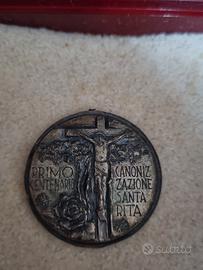 PRIMO
CENTENARIO
CANONIZ
ZAZIONE
SANTA
RITA
subito